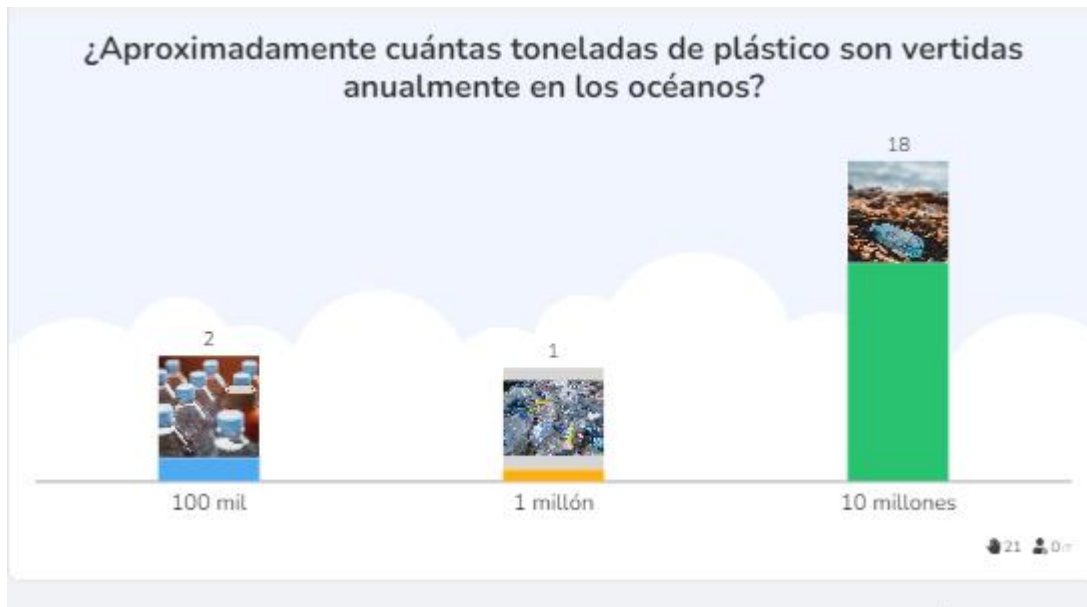 ¿Aproximadamente cuántas toneladas de plástico son vertidas
anualmente en los océanos?
18
2
1
100 mil
1 millón
10 millones
21 0